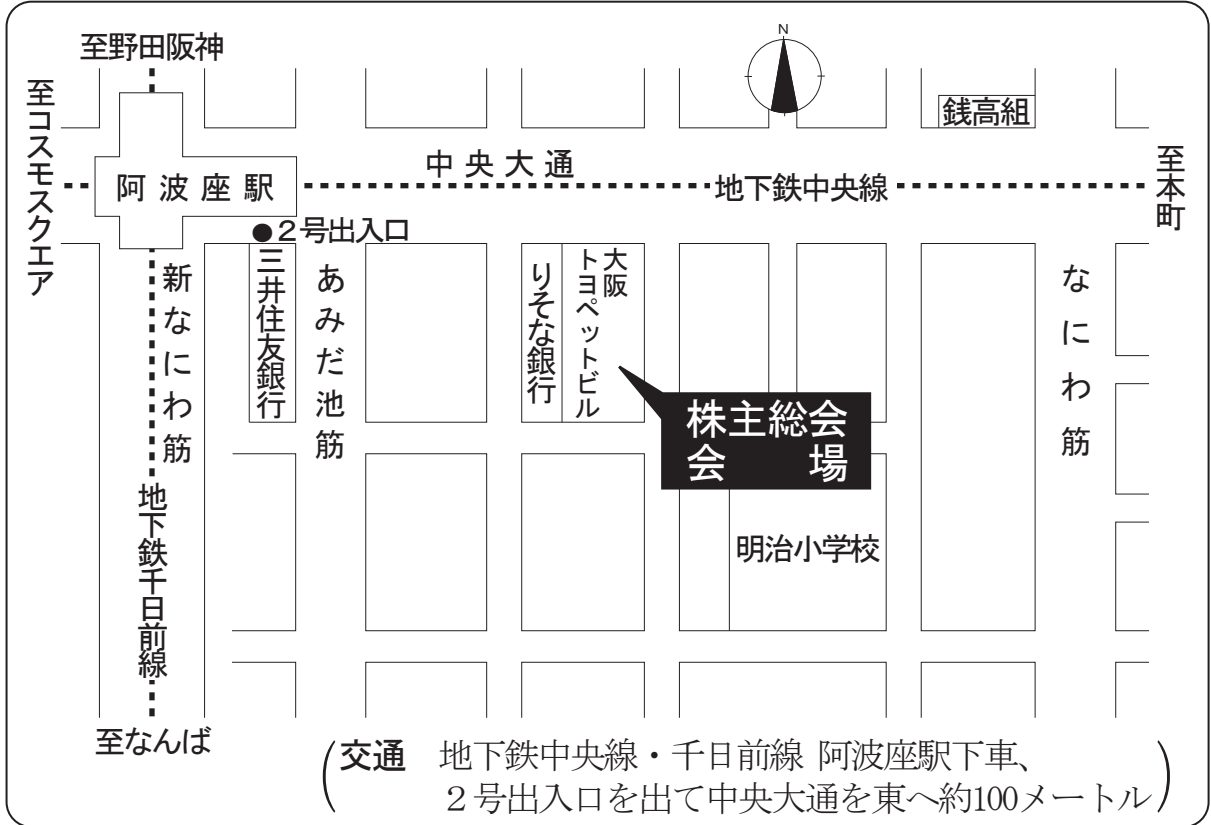 至野田阪神
N
至コスモスクエア
銭高組
阿波座駅
中央大通
地下鉄中央線
至本町
●2号出入口
新なにわ筋
三井住友銀行
あみだ池筋
りそな銀行
大阪
トヨペットビル
なにわ筋
株主総会
会場
地下鉄千日前線
明治小学校
至なんば
(交通 地下鉄中央線・千日前線 阿波座駅下車、
2号出入口を出て中央大通を東へ約100メートル)